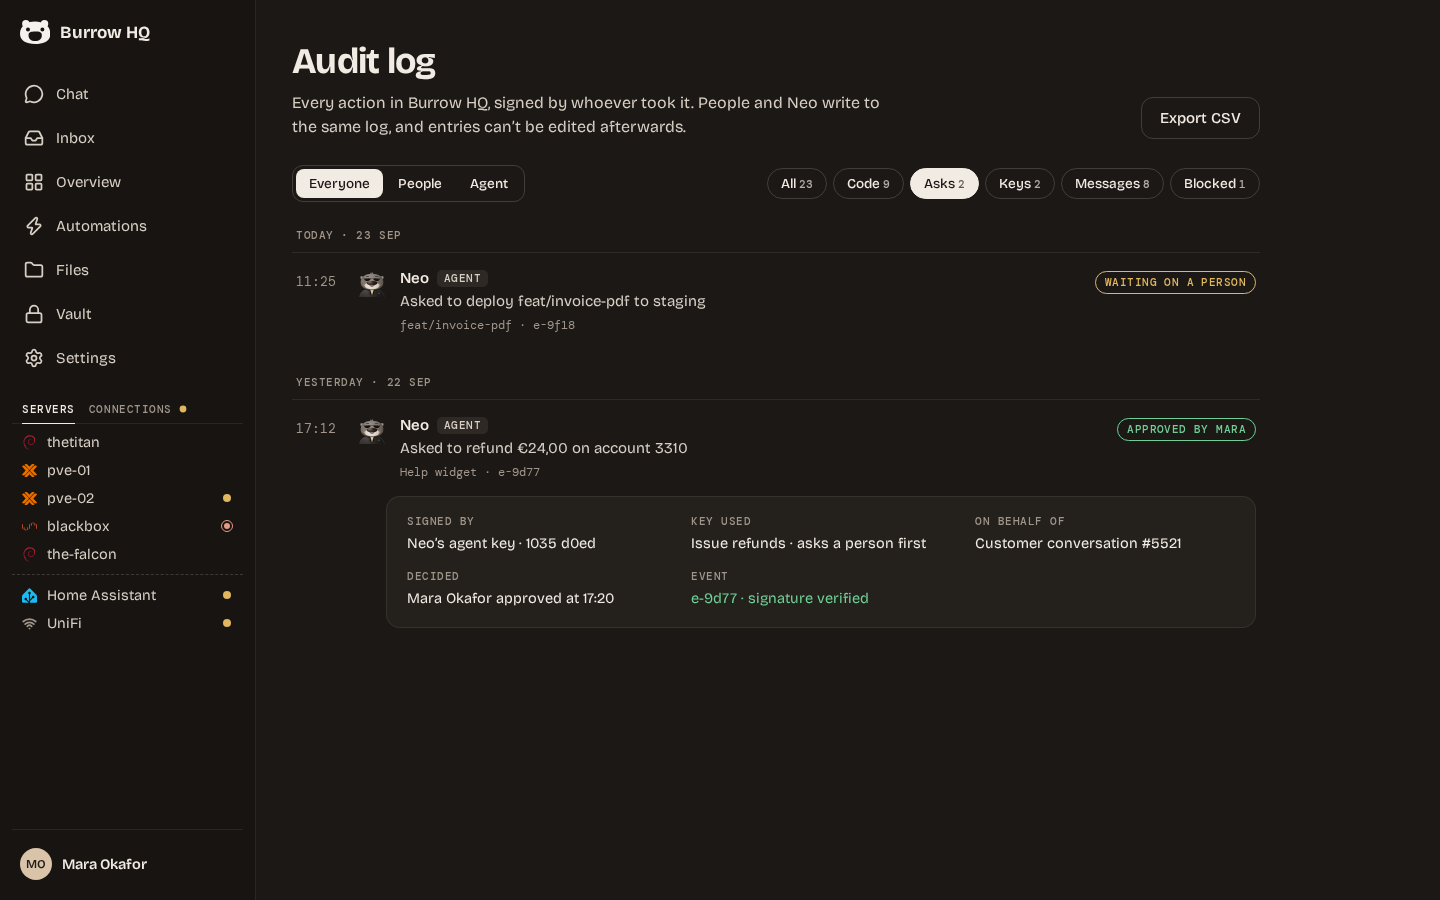 Burrow HQ
Chat
Inbox
Overview
Automations
Files
Vault
Settings
SERVERS CONNECTIONS
thetitan
pve-01
pve-02
blackbox
the-falcon
Home Assistant
UniFi
MO Mara Okafor
Audit log
Every action in Burrow HQ, signed by whoever took it. People and Neo write to
the same log, and entries can’t be edited afterwards.
Export CSV
Everyone People Agent
All 23 Code 9 Asks 2 Keys 2 Messages 8 Blocked 1
TODAY · 23 SEP
11:25 Neo AGENT WAITING ON A PERSON
Asked to deploy feat/invoice-pdf to staging
feat/invoice-pdf · e-9f18
YESTERDAY · 22 SEP
17:12 Neo AGENT APPROVED BY MARA
Asked to refund €24,00 on account 3310
Help widget · e-9d77
SIGNED BY KEY USED ON BEHALF OF
Neo’s agent key · 1035 d0ed Issue refunds · asks a person first Customer conversation #5521
DECIDED EVENT
Mara Okafor approved at 17:20 e-9d77 · signature verified